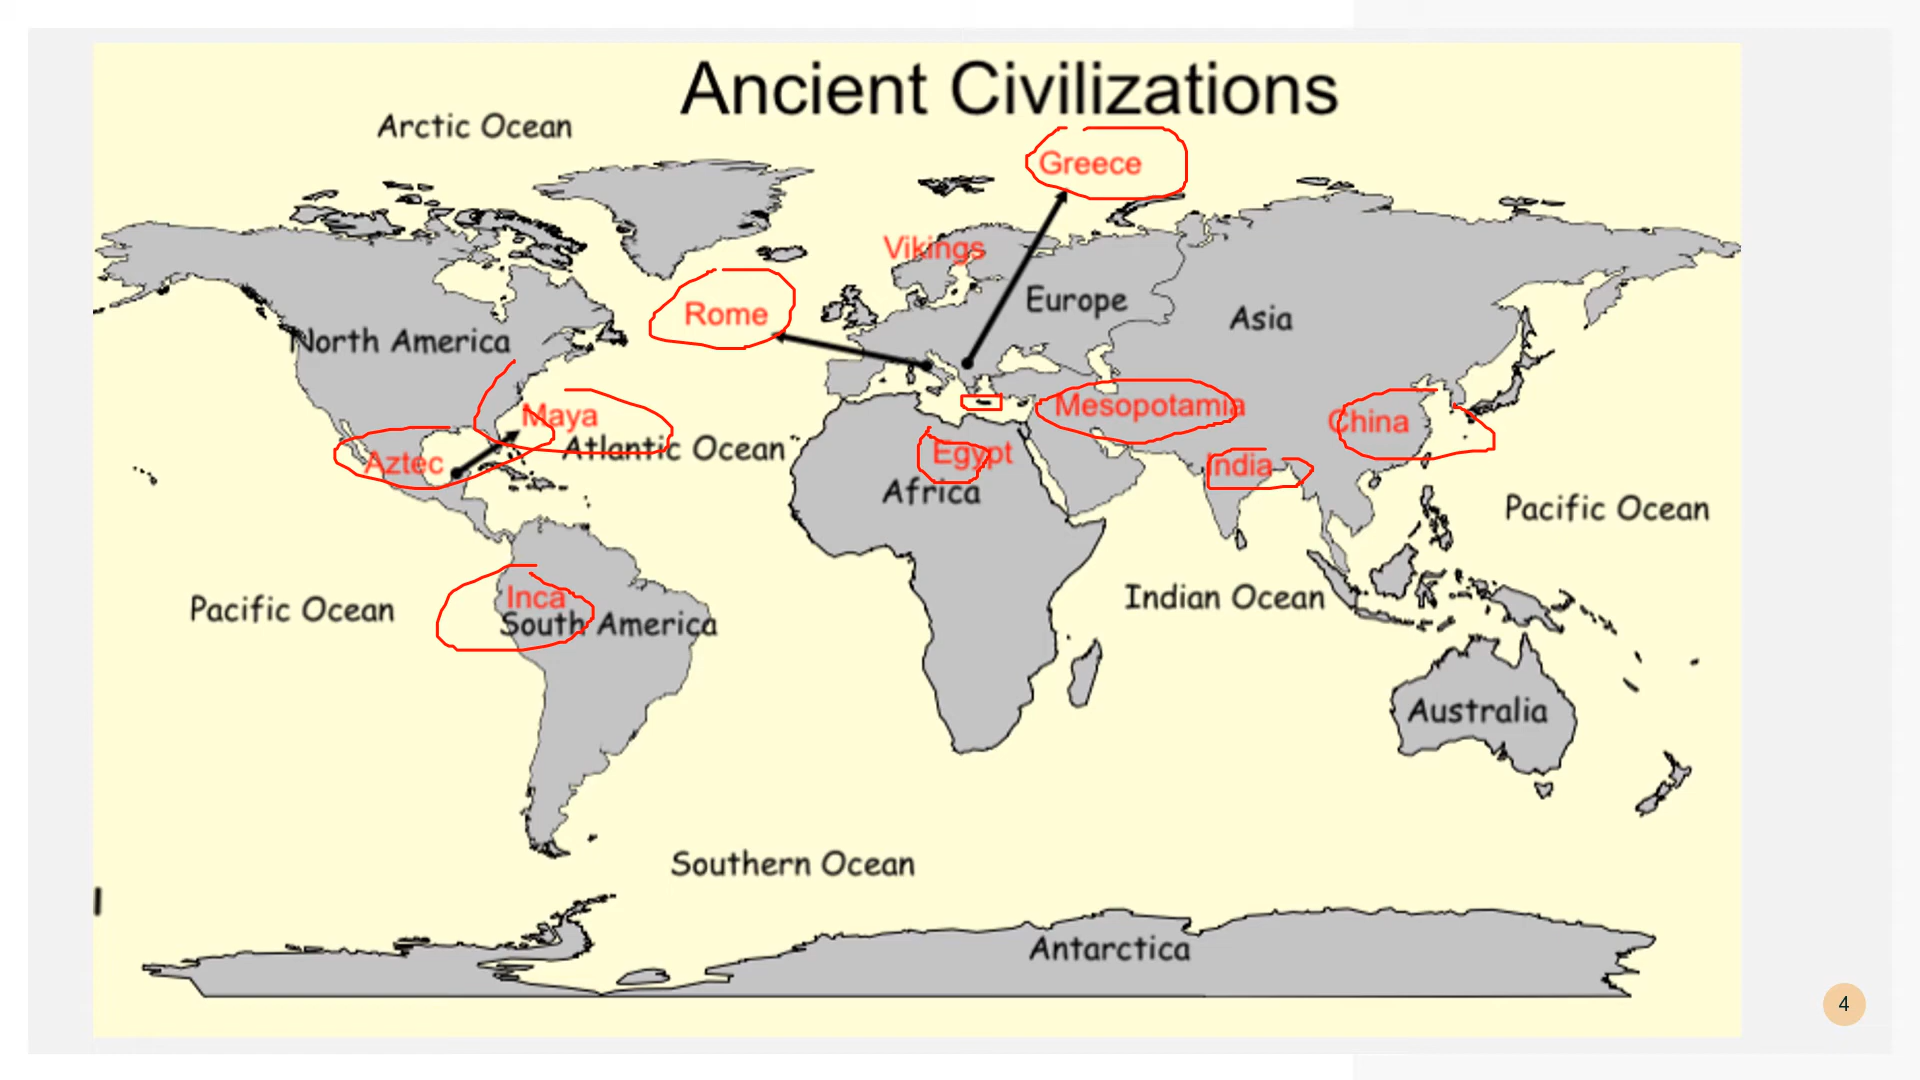 Ancient Civilizations
Arctic Ocean
Greece
Vikings
Rome
Europe
Asia
North America
Maya
Mesopotamia
China
Atlantic Ocean
Aztec
Egypt
India
Africa
Pacific Ocean
Inca
South America
Pacific Ocean
Indian Ocean
Australia
Southern Ocean
Antarctica
4